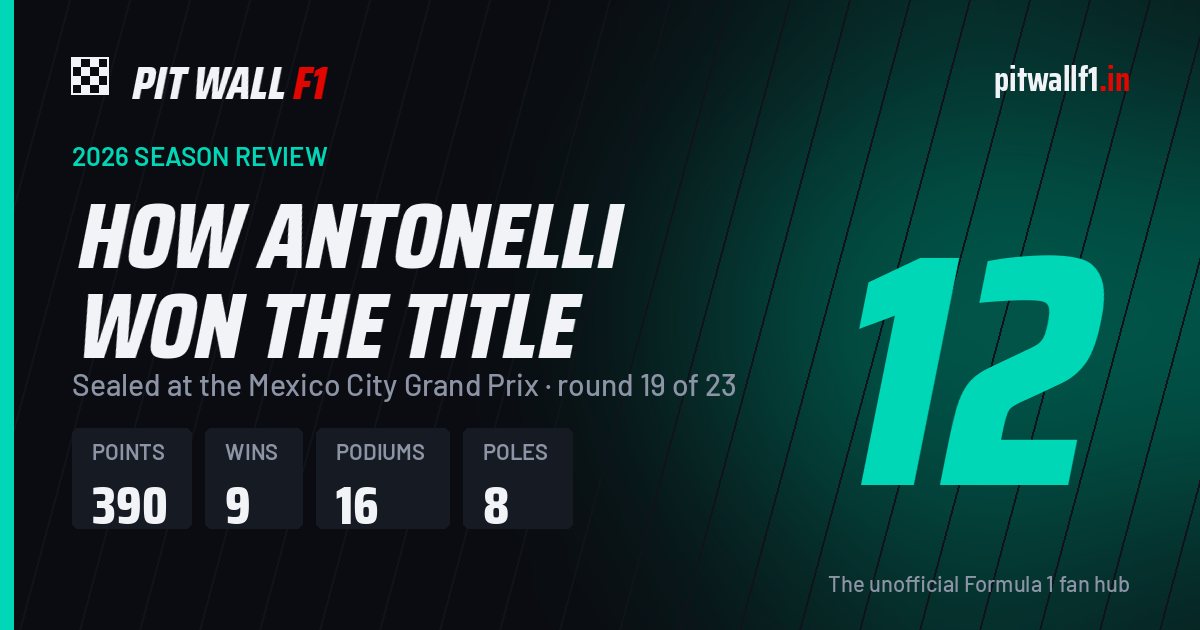 PIT WALL F1
pitwallf1.in
2026 SEASON REVIEW
HOW ANTONELLI
WON THE TITLE
Sealed at the Mexico City Grand Prix · round 19 of 23
POINTS
390
WINS
9
PODIUMS
16
POLES
8
12
The unofficial Formula 1 fan hub